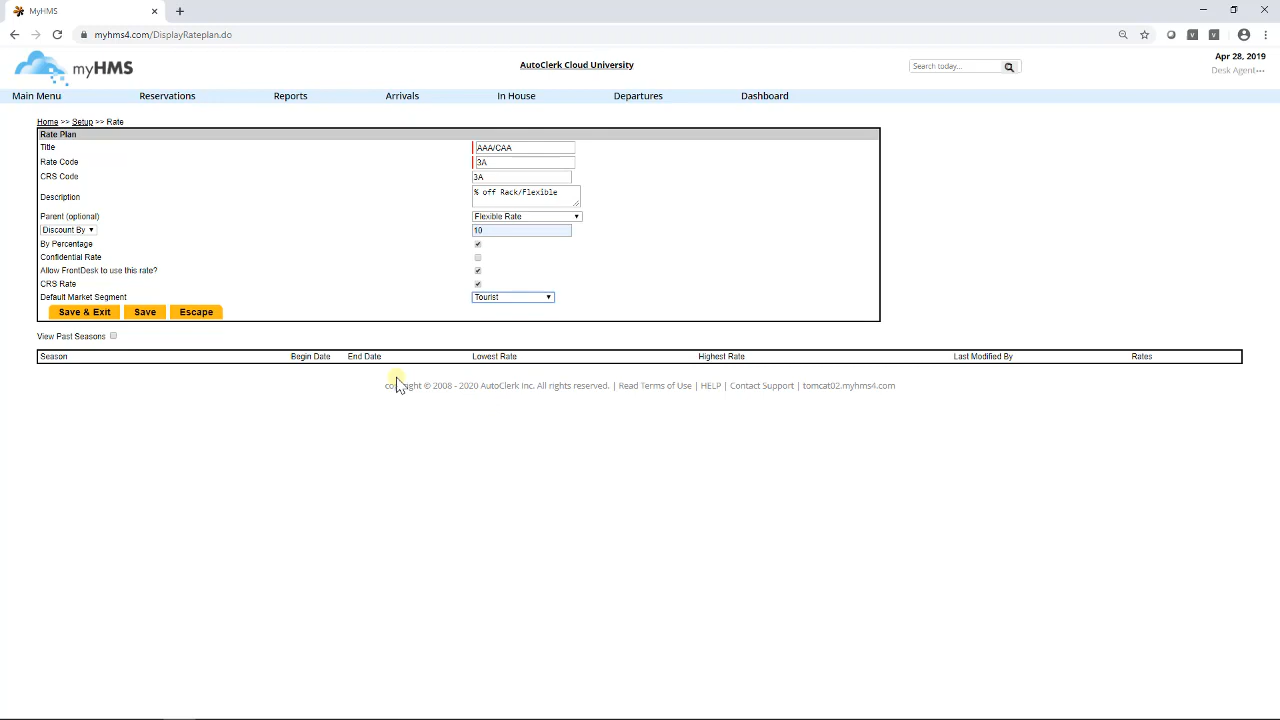 MyHMS
myhms4.com/DisplayRateplan.do
myHMS
AutoClerk Cloud University
Search today...
Apr 28, 2019
Desk Agent•••
Main Menu Reservations Reports Arrivals In House Departures Dashboard
Home >> Setup >> Rate
Rate Plan
Title AAA/CAA
Rate Code 3A
CRS Code 3A
Description % off Rack/Flexible
Parent (optional) Flexible Rate
Discount By 10
By Percentage
Confidential Rate
Allow FrontDesk to use this rate?
CRS Rate
Default Market Segment Tourist
Save & Exit Save Escape
View Past Seasons
Season Begin Date End Date Lowest Rate Highest Rate Last Modified By Rates
copyright © 2008 - 2020 AutoClerk Inc. All rights reserved. | Read Terms of Use | HELP | Contact Support | tomcat02.myhms4.com